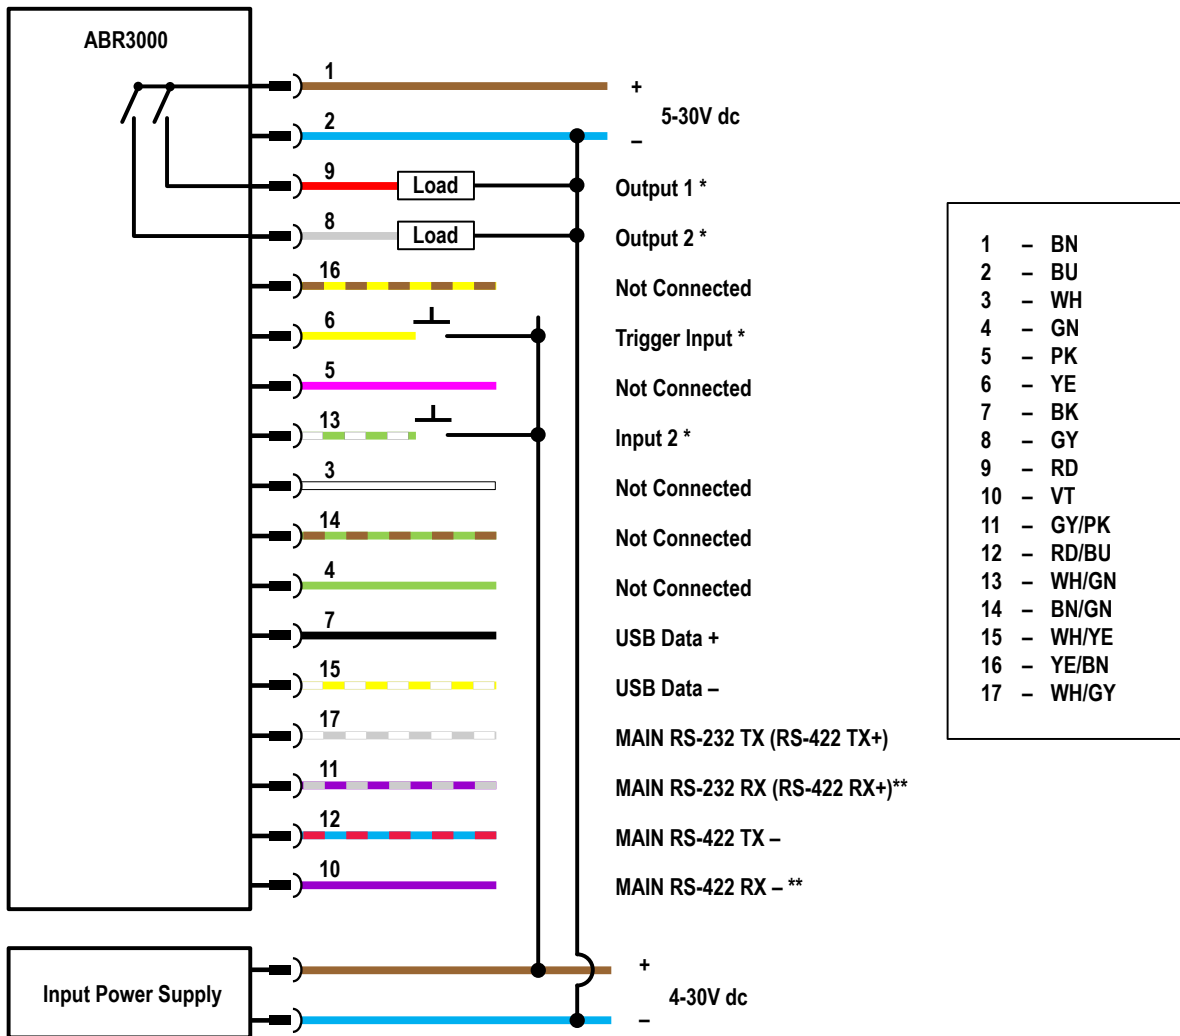 ABR3000
1
+
5-30V dc
2
–
9
Load
Output 1 *
8
Load
Output 2 *
16
Not Connected
6
Trigger Input *
5
Not Connected
13
Input 2 *
3
Not Connected
14
Not Connected
4
Not Connected
7
USB Data +
15
USB Data –
17
MAIN RS-232 TX (RS-422 TX+)
11
MAIN RS-232 RX (RS-422 RX+)**
12
MAIN RS-422 TX –
10
MAIN RS-422 RX – **
Input Power Supply
+
4-30V dc
–
1 – BN
2 – BU
3 – WH
4 – GN
5 – PK
6 – YE
7 – BK
8 – GY
9 – RD
10 – VT
11 – GY/PK
12 – RD/BU
13 – WH/GN
14 – BN/GN
15 – WH/YE
16 – YE/BN
17 – WH/GY